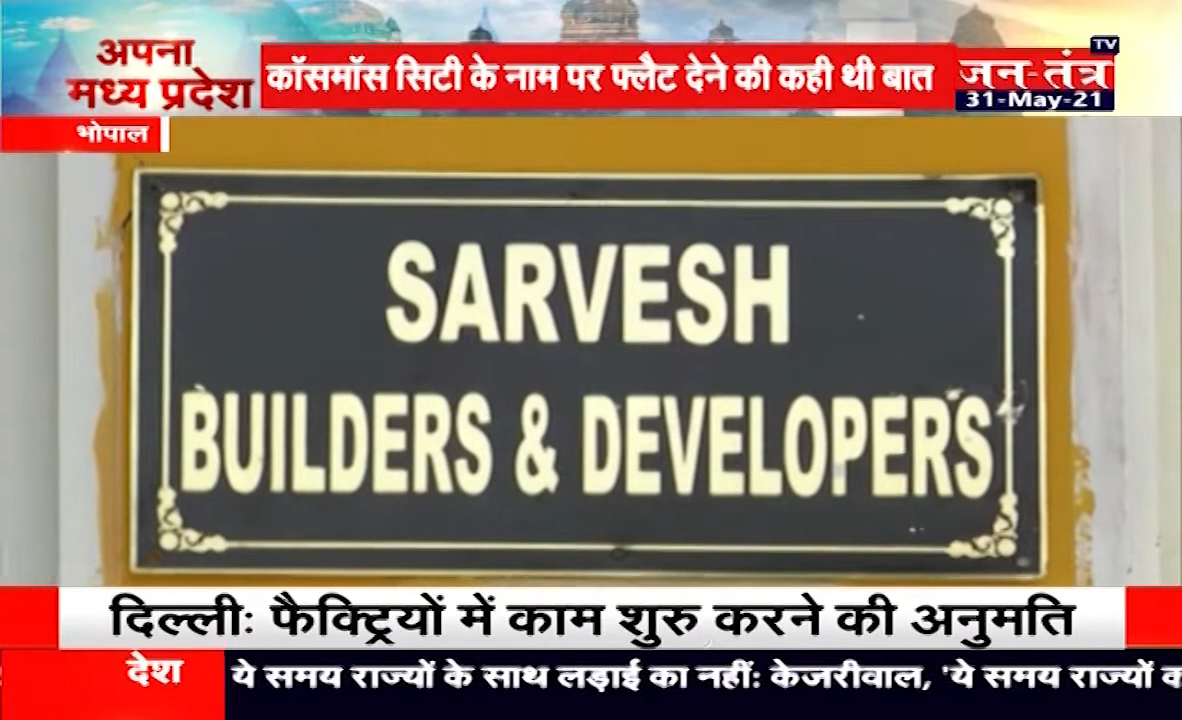 अपना
मध्य प्रदेश
कॉसमॉस सिटी के नाम पर फ्लैट देने की कही थी बात
TV
जन-तंत्र
31-May-21
भोपाल
SARVESH
BUILDERS & DEVELOPERS
दिल्ली: फैक्ट्रियों में काम शुरु करने की अनुमति
देश
ये समय राज्यों के साथ लड़ाई का नहीं: केजरीवाल, 'ये समय राज्यों